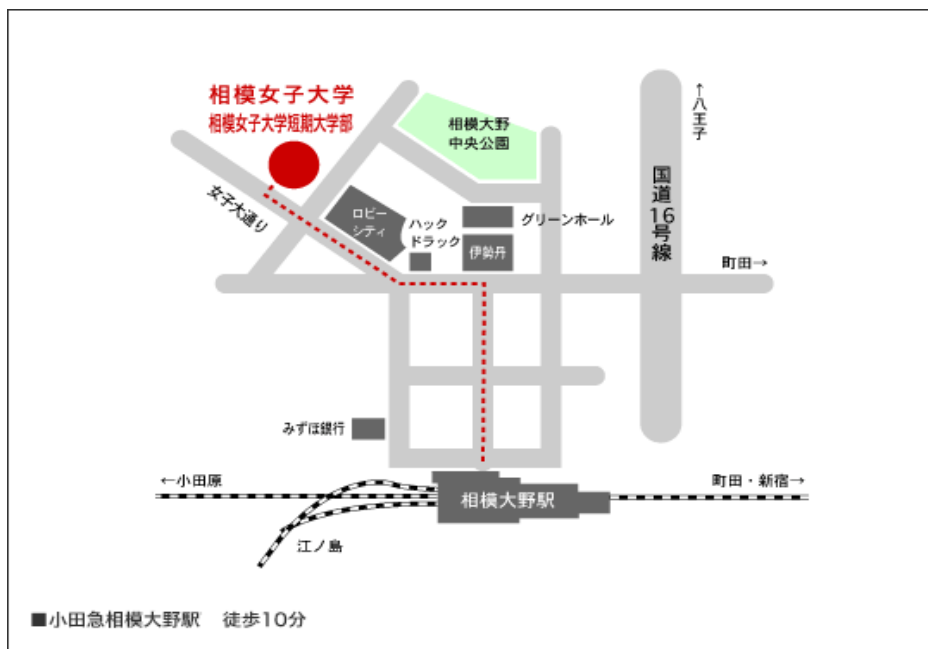 相模女子大学
相模女子大学短期大学部
相模大野
中央公園
←八王子
国道16号線
女子大通り
ロビー
シティ
ハック
ドラック
グリーンホール
伊勢丹
町田→
みずほ銀行
←小田原
町田・新宿→
相模大野駅
江ノ島
■小田急相模大野駅 徒歩10分